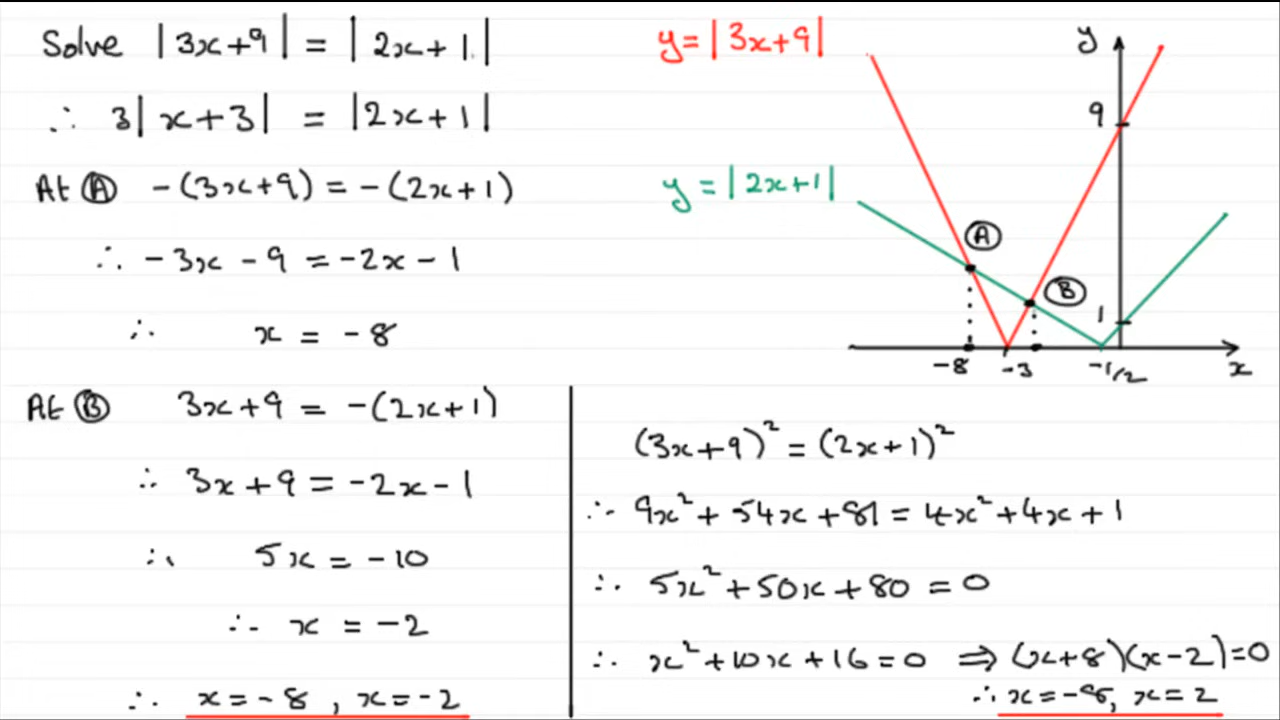 Solve |3x+9| = |2x+1|
∴ 3|x+3| = |2x+1|
At Ⓐ -(3x+9) = -(2x+1)
∴ -3x - 9 = -2x - 1
∴ x = -8
At Ⓑ 3x+9 = -(2x+1)
∴ 3x+9 = -2x-1
∴ 5x = -10
∴ x = -2
∴ x = -8 , x = -2
y = |3x+9|
y
9
y = |2x+1|
Ⓐ
Ⓑ
1
-8 -3 -1/2 x
(3x+9)² = (2x+1)²
∴ 9x² + 54x + 81 = 4x² + 4x + 1
∴ 5x² + 50x + 80 = 0
∴ x² + 10x + 16 = 0 ⇒ (x+8)(x-2) = 0
∴ x = -8, x = 2